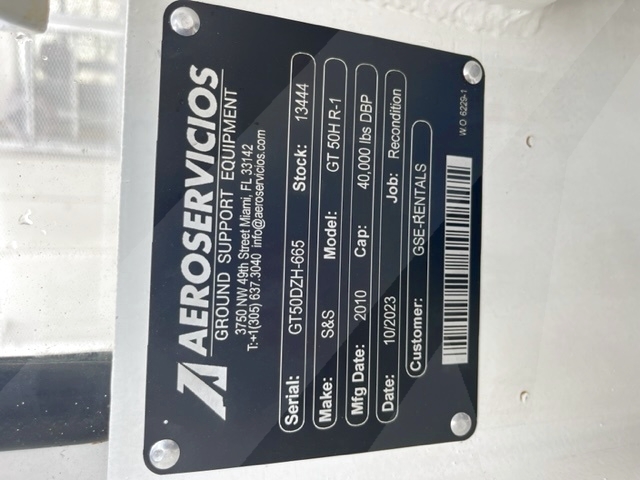 AEROSERVICIOS
GROUND SUPPORT EQUIPMENT
3750 NW 49th Street Miami, FL 33142
T:+1(305) 637.3040 info@aeroservicios.com
Serial: GT50DZH-665 Stock: 13444
Make: S&S Model: GT 50H R-1
Mfg Date: 2010 Cap: 40,000 lbs DBP
Date: 10/2023 Job: Recondition
Customer: GSE-RENTALS
W.O. 6229-1